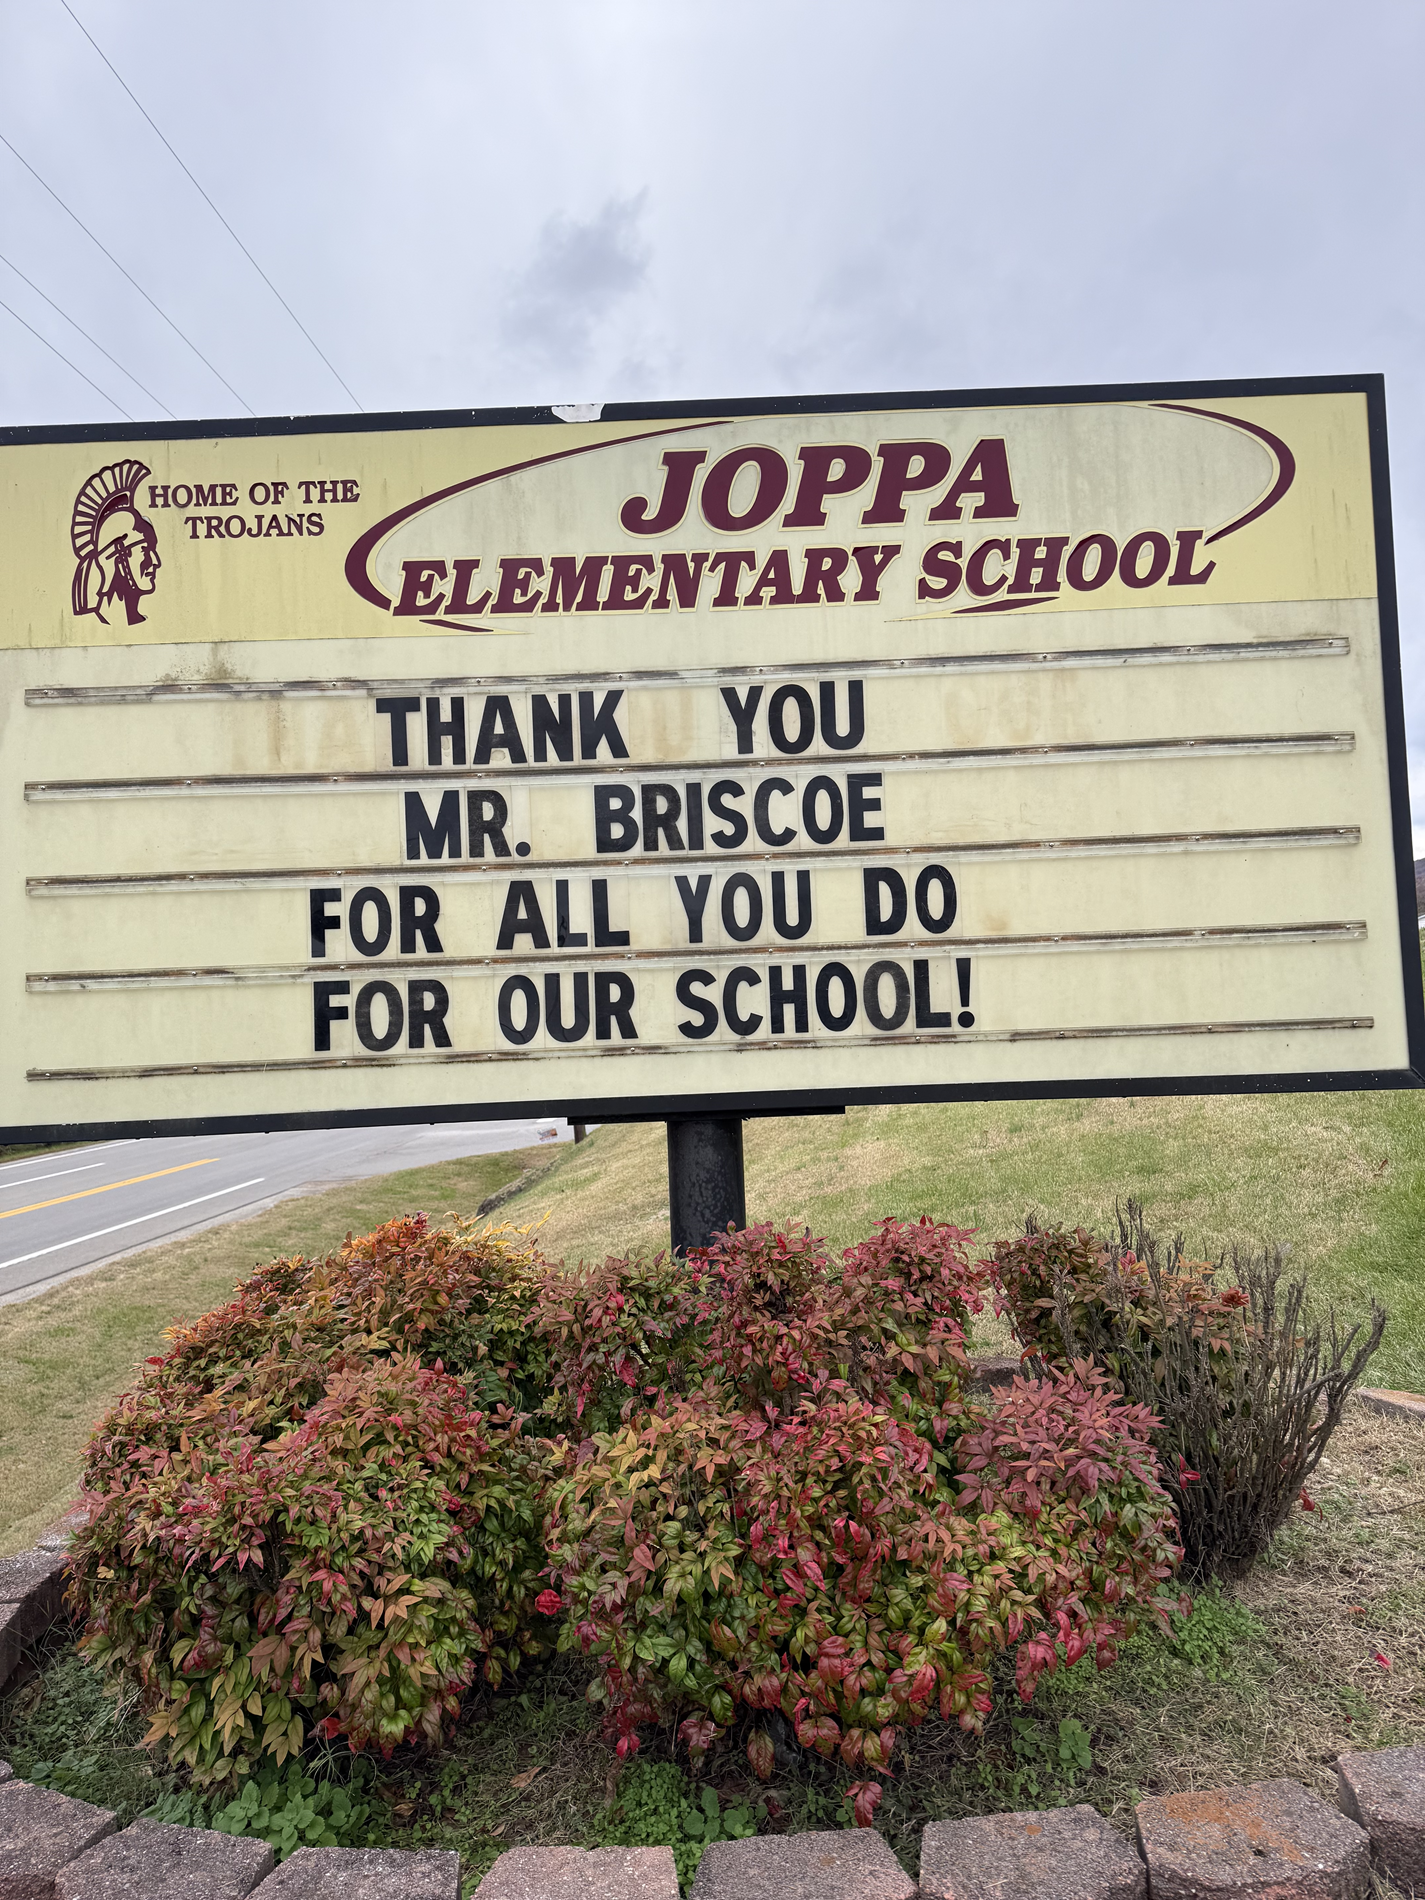 HOME OF THE
TROJANS
JOPPA
ELEMENTARY SCHOOL
THANK YOU
MR. BRISCOE
FOR ALL YOU DO
FOR OUR SCHOOL!